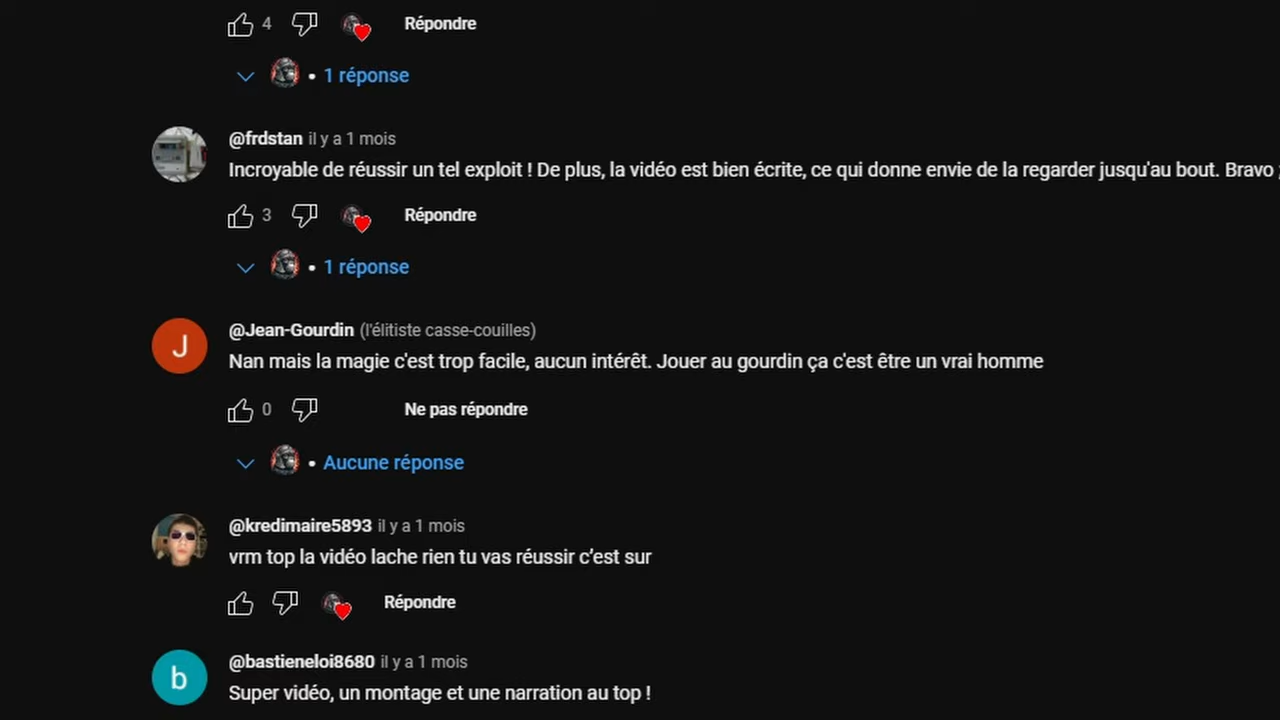 4 Répondre
• 1 réponse
@frdstan il y a 1 mois
Incroyable de réussir un tel exploit ! De plus, la vidéo est bien écrite, ce qui donne envie de la regarder jusqu'au bout. Bravo
3 Répondre
• 1 réponse
J
@Jean-Gourdin (l'élitiste casse-couilles)
Nan mais la magie c'est trop facile, aucun intérêt. Jouer au gourdin ça c'est être un vrai homme
0 Ne pas répondre
• Aucune réponse
@kredimaire5893 il y a 1 mois
vrm top la vidéo lache rien tu vas réussir c’est sur
Répondre
b
@bastieneloi8680 il y a 1 mois
Super vidéo, un montage et une narration au top !